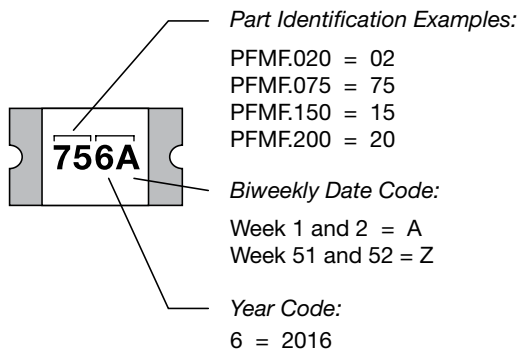 Part Identification Examples:
PFMF.020 = 02
PFMF.075 = 75
PFMF.150 = 15
PFMF.200 = 20
756A
Biweekly Date Code:
Week 1 and 2 = A
Week 51 and 52 = Z
Year Code:
6 = 2016